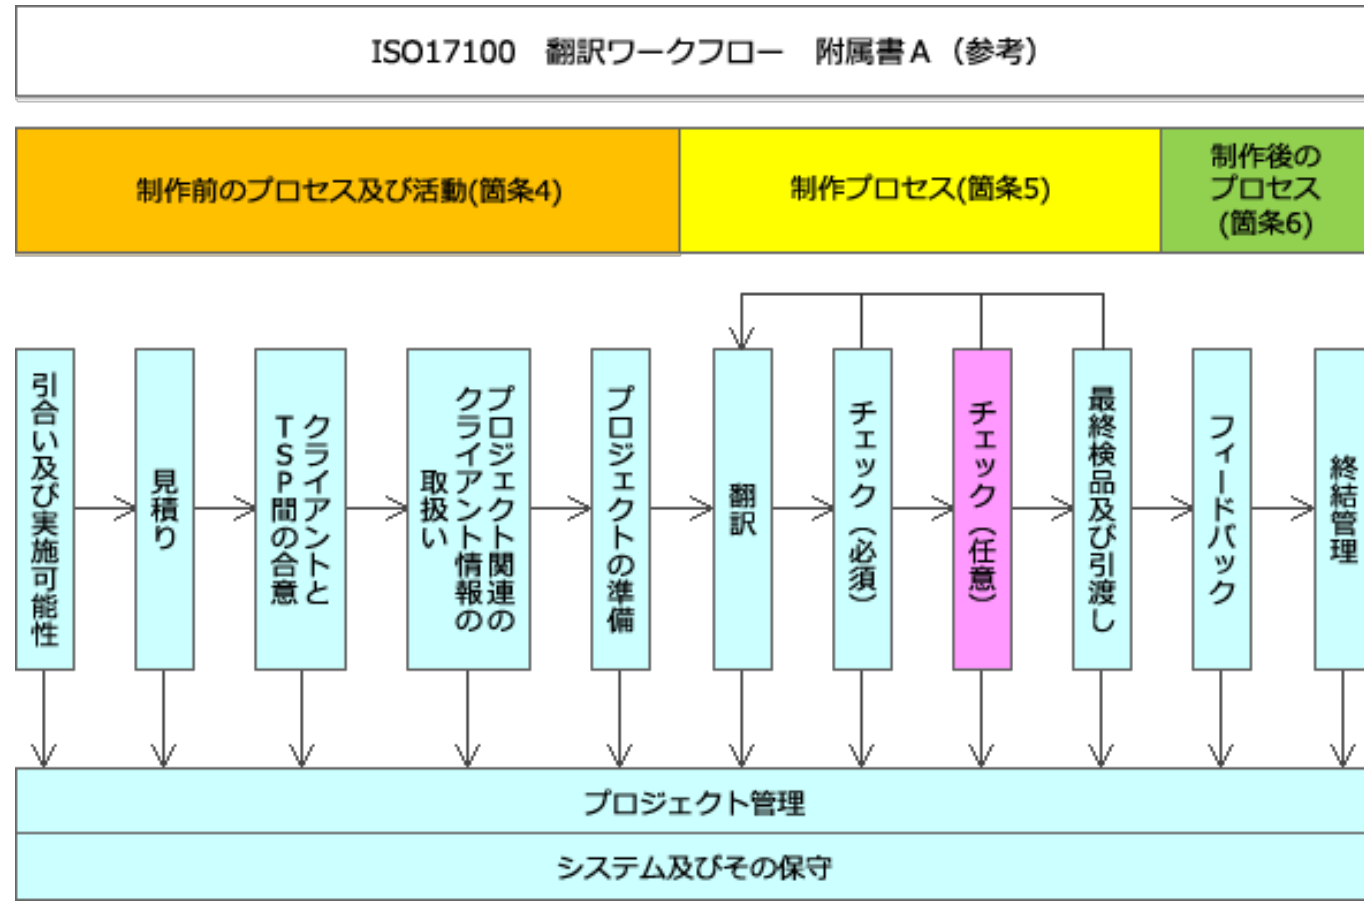 ISO17100 翻訳ワークフロー 附属書A（参考）
制作前のプロセス及び活動(箇条4)
制作プロセス(箇条5)
制作後の
プロセス
(箇条6)
引合い及び実施可能性
見積り
クライアントと
TSP間の合意
プロジェクト関連の
クライアント情報の
取扱い
プロジェクトの準備
翻訳
チェック（必須）
チェック（任意）
最終検品及び引渡し
フィードバック
終結管理
プロジェクト管理
システム及びその保守